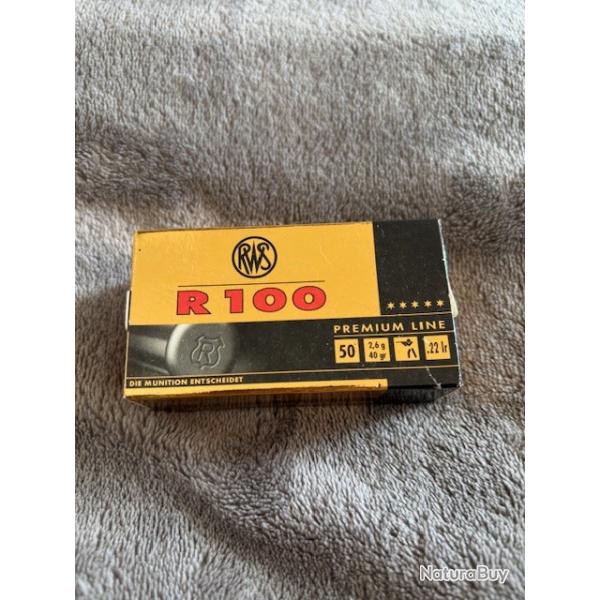 RWS
R 100
★★★★★
PREMIUM LINE
50
2,6 g
40 gr
.22 lr
DIE MUNITION ENTSCHEIDET
R
NaturaBuy